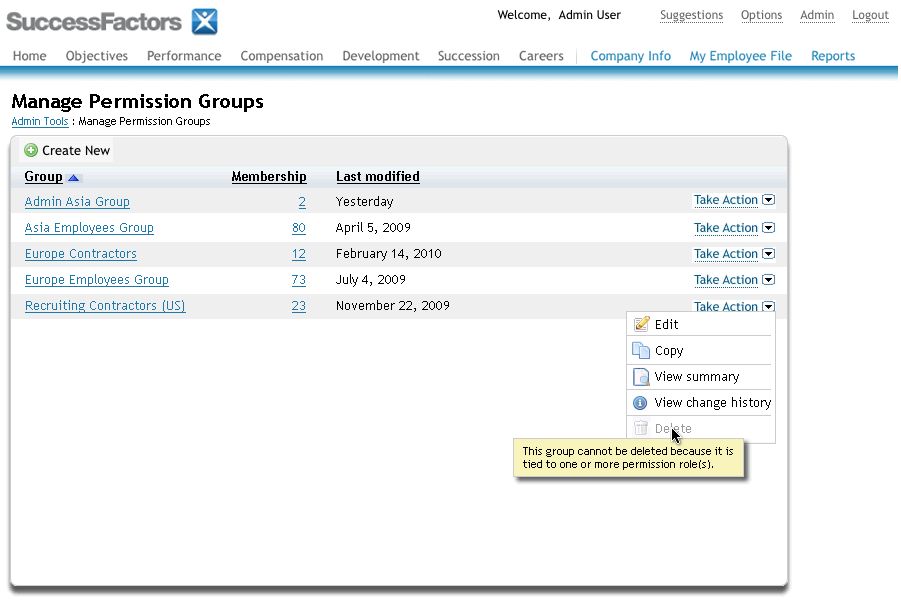 SuccessFactors
Welcome, Admin User Suggestions Options Admin Logout
Home Objectives Performance Compensation Development Succession Careers Company Info My Employee File Reports
Manage Permission Groups
Admin Tools : Manage Permission Groups
Create New
Group Membership Last modified
Admin Asia Group 2 Yesterday Take Action
Asia Employees Group 80 April 5, 2009 Take Action
Europe Contractors 12 February 14, 2010 Take Action
Europe Employees Group 73 July 4, 2009 Take Action
Recruiting Contractors (US) 23 November 22, 2009 Take Action
Edit
Copy
View summary
View change history
Delete
This group cannot be deleted because it is
tied to one or more permission role(s).